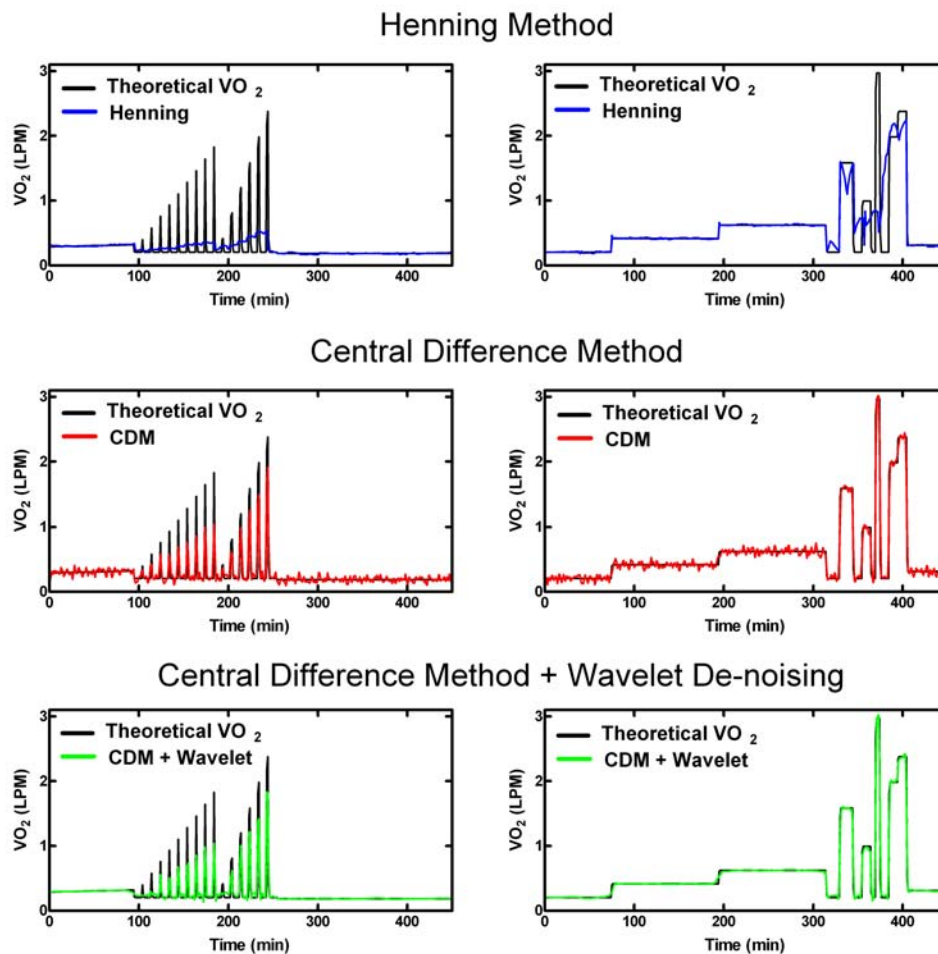 Henning Method
3
2
1
0
VO2 (LPM)
Theoretical VO 2
Henning
0 100 200 300 400
Time (min)
3
2
1
0
VO2 (LPM)
Theoretical VO 2
Henning
0 100 200 300 400
Time (min)
Central Difference Method
3
2
1
0
VO2 (LPM)
Theoretical VO 2
CDM
0 100 200 300 400
Time (min)
3
2
1
0
VO2 (LPM)
Theoretical VO 2
CDM
0 100 200 300 400
Time (min)
Central Difference Method + Wavelet De-noising
3
2
1
0
VO2 (LPM)
Theoretical VO 2
CDM + Wavelet
0 100 200 300 400
Time (min)
3
2
1
0
VO2 (LPM)
Theoretical VO 2
CDM + Wavelet
0 100 200 300 400
Time (min)